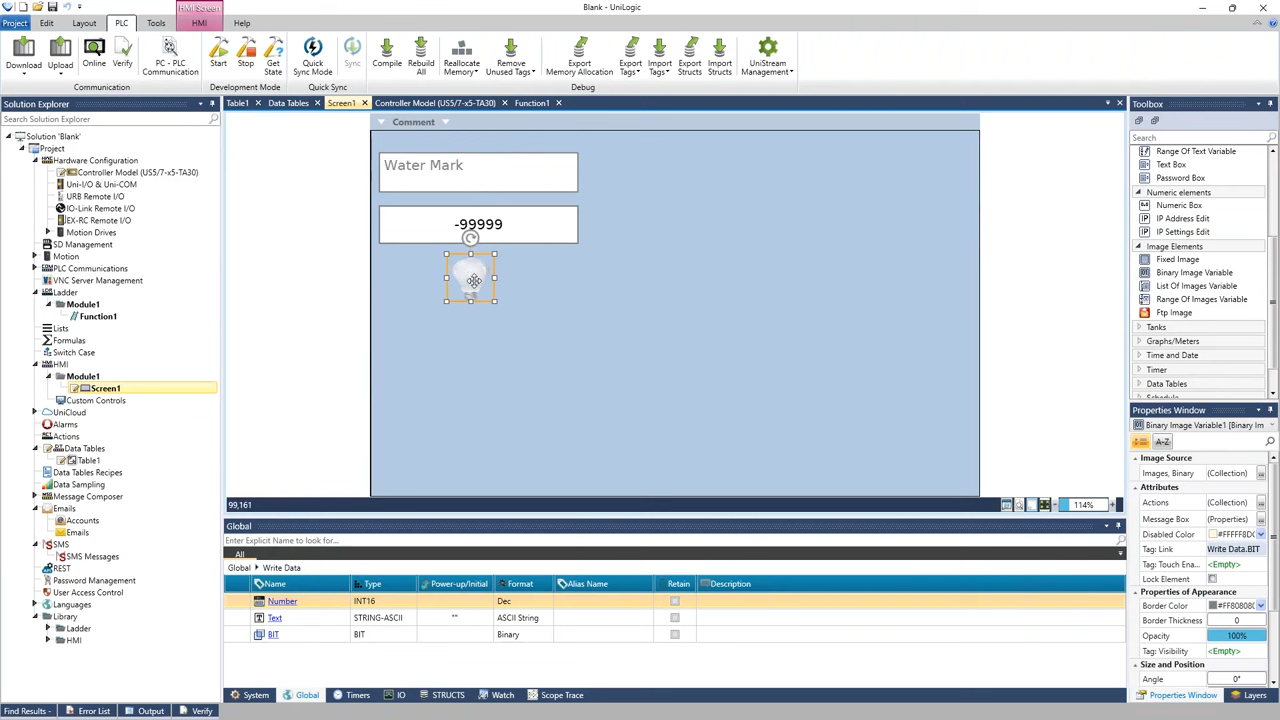 HMI Screen
Blank - UniLogic
Project Edit Layout PLC Tools HMI Help
Download Upload Online Verify PC - PLC Communication Start Stop Get State Quick Sync Mode Sync Compile Rebuild All Reallocate Memory Remove Unused Tags Export Memory Allocation Export Tags Import Tags Export Structs Import Structs UniStream Management
Communication Development Mode Quick Sync Debug
Solution Explorer
Search Solution Explorer
Solution 'Blank'
Project
Hardware Configuration
Controller Model (US5/7-x5-TA30)
Uni-I/O & Uni-COM
URB Remote I/O
IO-Link Remote I/O
EX-RC Remote I/O
Motion Drives
SD Management
Motion
PLC Communications
VNC Server Management
Ladder
Module1
Function1
Lists
Formulas
Switch Case
HMI
Module1
Screen1
Custom Controls
UniCloud
Alarms
Actions
Data Tables
Table1
Data Tables Recipes
Data Sampling
Message Composer
Emails
Accounts
Emails
SMS
SMS Messages
REST
Password Management
User Access Control
Languages
Library
Ladder
HMI
Find Results - Error List Output Verify
Table1 Data Tables Screen1 Controller Model (US5/7-x5-TA30) Function1
Comment
Water Mark
-99999
99,161 114%
Global
Enter Explicit Name to look for...
All
Global Write Data
Name Type Power-up/Initial Format Alias Name Retain Description
Number INT16 Dec
Text STRING-ASCII "" ASCII String
BIT BIT Binary
System Global Timers IO STRUCTS Watch Scope Trace
Toolbox
Search
Range Of Text Variable
Text Box
Password Box
Numeric elements
Numeric Box
IP Address Edit
IP Settings Edit
Image Elements
Fixed Image
Binary Image Variable
List Of Images Variable
Range Of Images Variable
Ftp Image
Tanks
Graphs/Meters
Time and Date
Timer
Data Tables
Schedule
Properties Window
Binary Image Variable1 [Binary Im
A-Z
Image Source
Images, Binary (Collection)
Attributes
Actions (Collection)
Message Box (Properties)
Disabled Color #FFFFF8DC
Tag: Link Write Data.BIT
Tag: Touch Ena... <Empty>
Lock Element
Properties of Appearance
Border Color #FF808080
Border Thickness 0
Opacity 100%
Tag: Visibility <Empty>
Size and Position
Angle 0°
Properties Window Layers